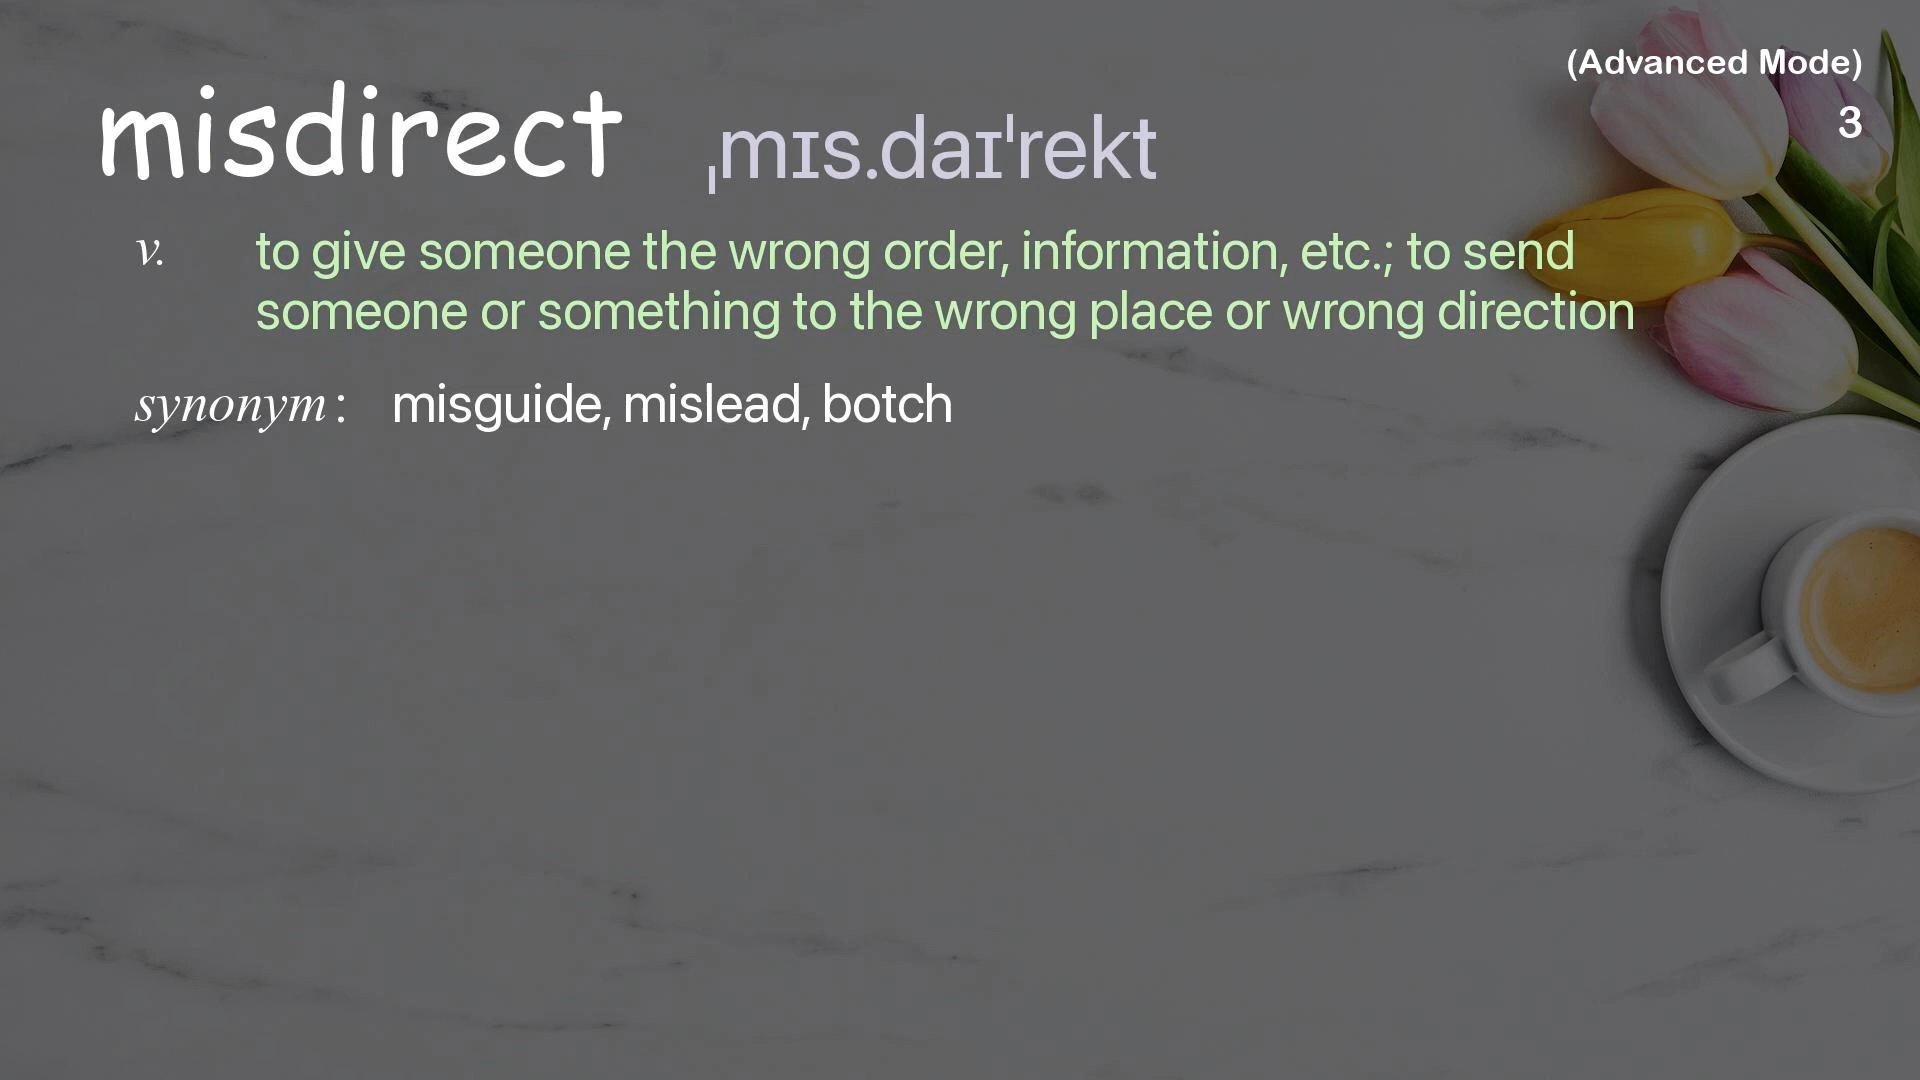 (Advanced Mode)
3
misdirect ˌmɪs.daɪˈrekt
v. to give someone the wrong order, information, etc.; to send
someone or something to the wrong place or wrong direction
synonym : misguide, mislead, botch